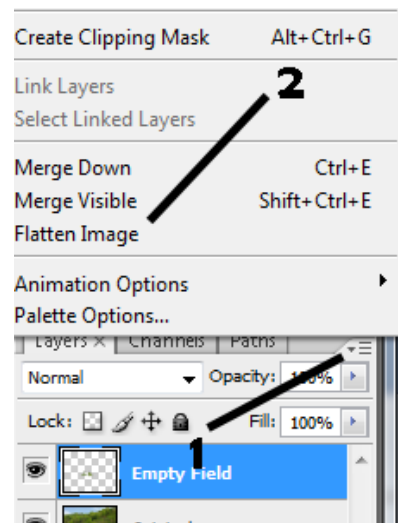 Create Clipping Mask Alt+Ctrl+G
2
Link Layers
Select Linked Layers
Merge Down Ctrl+E
Merge Visible Shift+Ctrl+E
Flatten Image
Animation Options
Palette Options...
Layers × Channels Paths
Normal Opacity: 100%
Lock: Fill: 100%
1
Empty Field